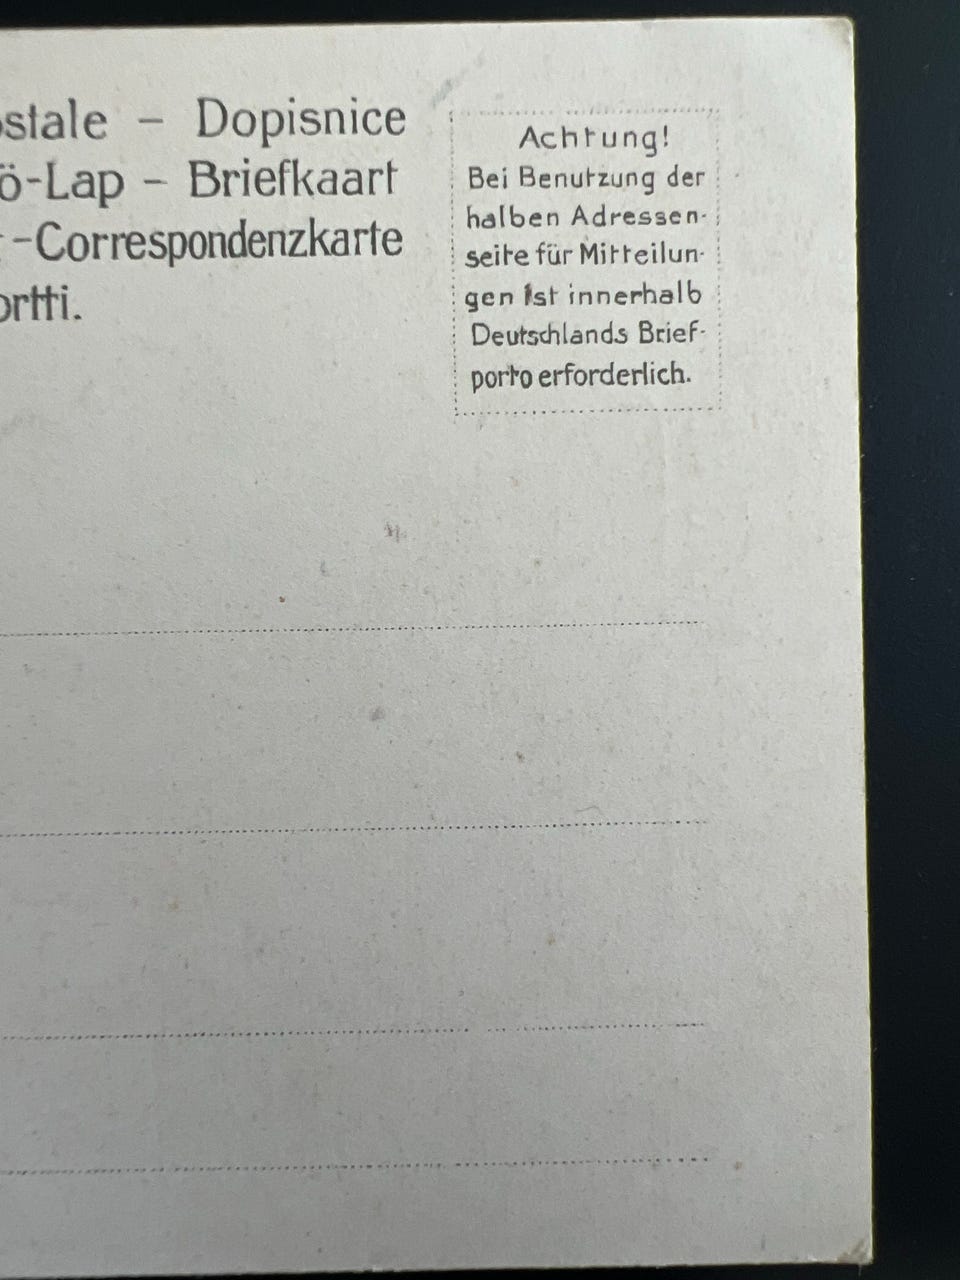 ostale – Dopisnice
ö-Lap – Briefkaart
-Correspondenzkarte
ortti.
Achtung!
Bei Benutzung der
halben Adressen-
seite für Mitteilun-
gen ist innerhalb
Deutschlands Brief-
porto erforderlich.